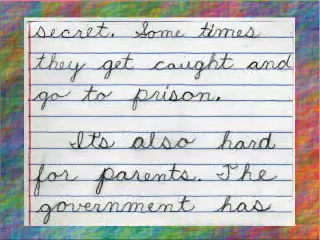 secret. Some times
they get caught and
go to prison.
It's also hard
for parents. The
government has